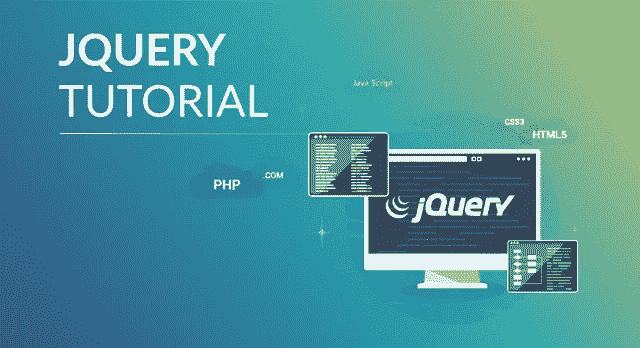 JQUERY
TUTORIAL
Java Script
CSS3
HTML5
.COM
PHP
jQuery